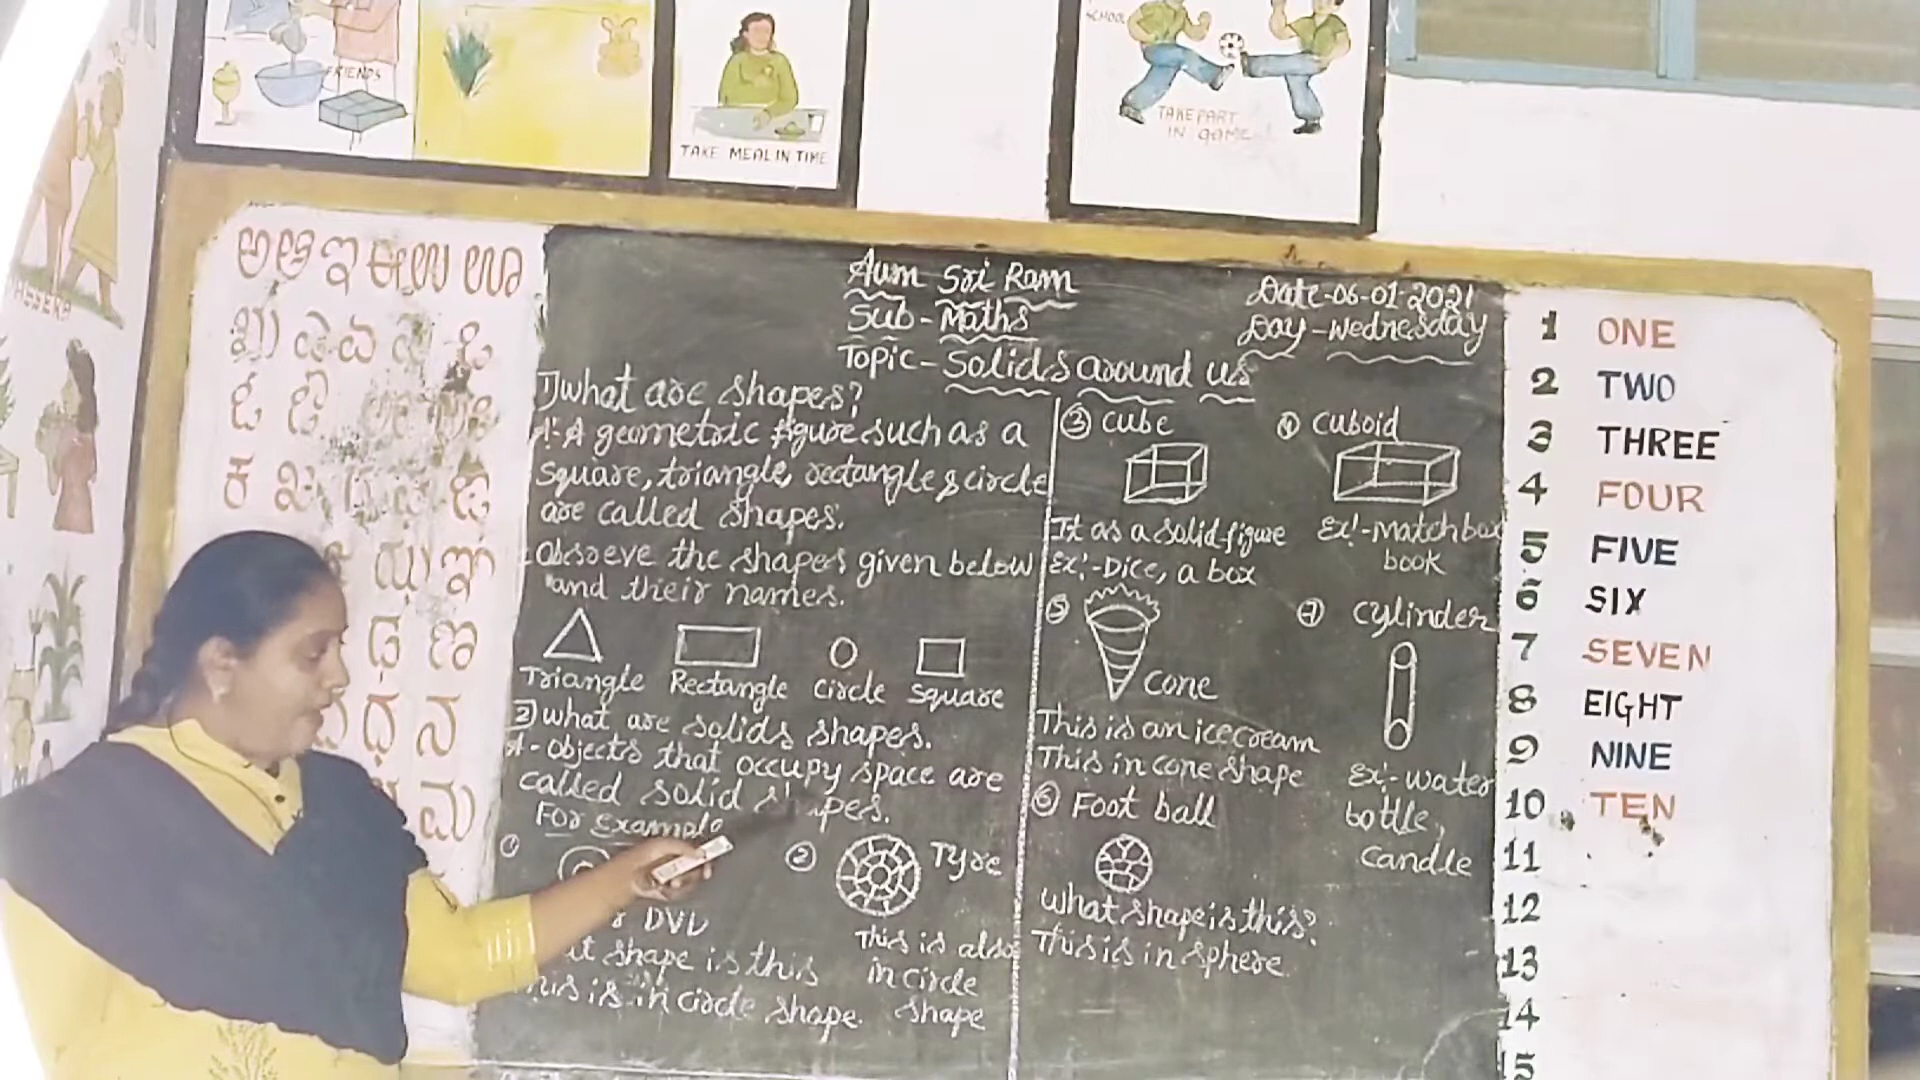 FRIENDS
TAKE MEAL IN TIME
SCHOOL
TAKE PART
IN GAME
ಅ ಆ ಇ ಈ ಉ ಊ
ಋ ಎ ಏ ಐ ಒ
ಓ ಔ
ಕ ಖ ಗ ಘ ಙ
ಝ ಞ
ಢ ಣ
ದ ಧ ನ
ಮ
Aum Sri Ram
Sub-Maths
Topic-Solids around us
Date-06-01-2021
Day-Wednesday
1) what are shapes?
A:-A geometric figure such as a
square, triangle, rectangle & circle
are called shapes.
:Obsreve the shapes given below
and their names.
Triangle Rectangle circle square
2) what are solids shapes.
A-objects that occupy space are
called solid shapes.
For Example
1
DVD
shape is this
This is in circle shape.
2 Tyre
This is also
in circle
shape
3 cube
It as a solid figure
Ex:-Dice, a box
4 cuboid
Ex:-Match box
book
5 cone
This is an icecream
This in cone shape
6 Foot ball
what shape is this?
This is in sphere
7 cylinder
Ex:-water
bottle,
candle
1 ONE
2 TWO
3 THREE
4 FOUR
5 FIVE
6 SIX
7 SEVEN
8 EIGHT
9 NINE
10 TEN
11
12
13
14
15